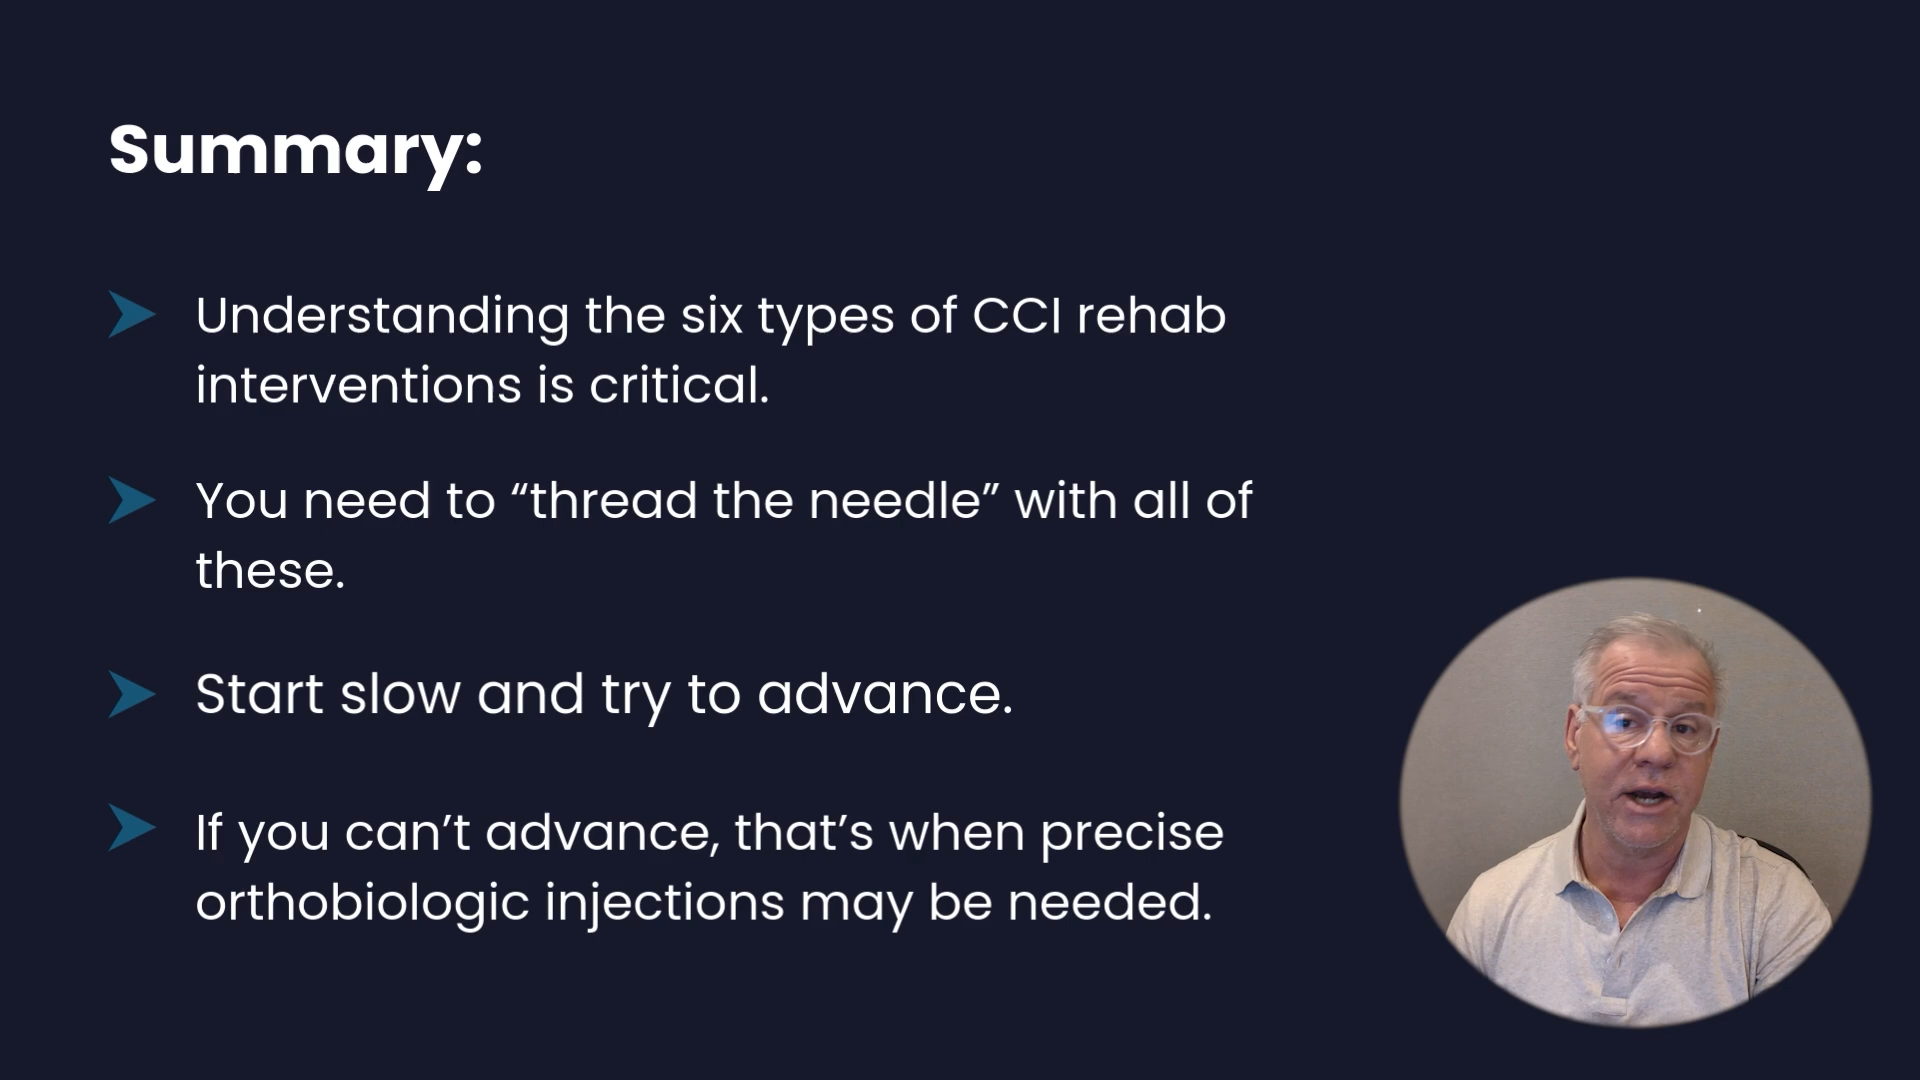 Summary:
Understanding the six types of CCI rehab
interventions is critical.
You need to “thread the needle” with all of
these.
Start slow and try to advance.
If you can’t advance, that’s when precise
orthobiologic injections may be needed.